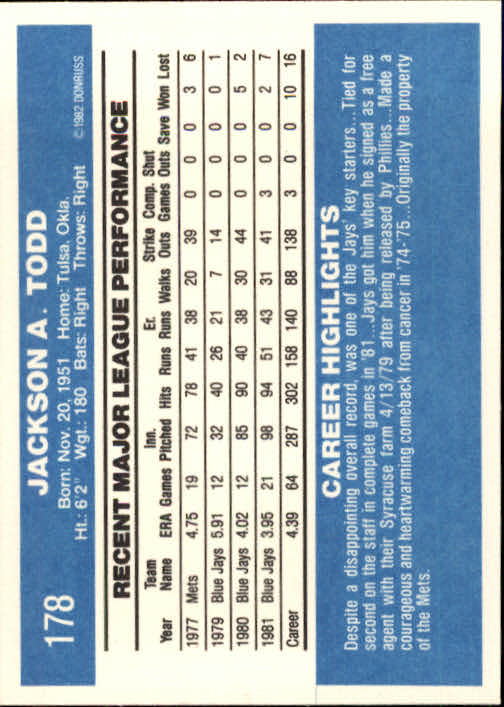 178
JACKSON A. TODD
Born: Nov. 20, 1951 Home: Tulsa, Okla.
Ht.: 6'2" Wgt.: 180 Bats: Right Throws: Right
©1982 DONRUSS
RECENT MAJOR LEAGUE PERFORMANCE
Team Inn. Er. Strike Comp. Shut
Year Name ERA Games Pitched Hits Runs Runs Walks Outs Games Outs Save Won Lost
1977 Mets 4.75 19 72 78 41 38 20 39 0 0 0 3 6
1979 Blue Jays 5.91 12 32 40 26 21 7 14 0 0 0 0 1
1980 Blue Jays 4.02 12 85 90 40 38 30 44 0 0 0 5 2
1981 Blue Jays 3.95 21 98 94 51 43 31 41 3 0 0 2 7
Career 4.39 64 287 302 158 140 88 138 3 0 0 10 16
CAREER HIGHLIGHTS
Despite a disappointing overall record, was one of the Jays' key starters...Tied for
second on the staff in complete games in '81...Jays got him when he signed as a free
agent with their Syracuse farm 4/13/79 after being released by Phillies...Made a
courageous and heartwarming comeback from cancer in '74-'75...Originally the property
of the Mets.